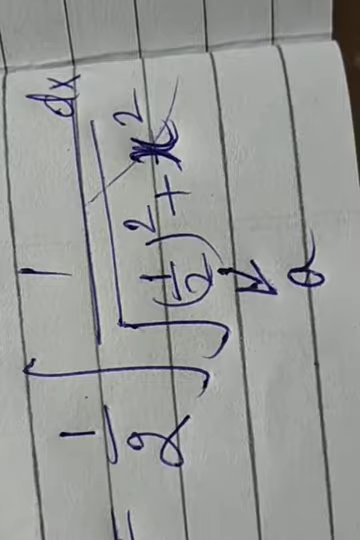 = 1/2 ∫ 1/√((1/2)² + x²) dx
↓
a